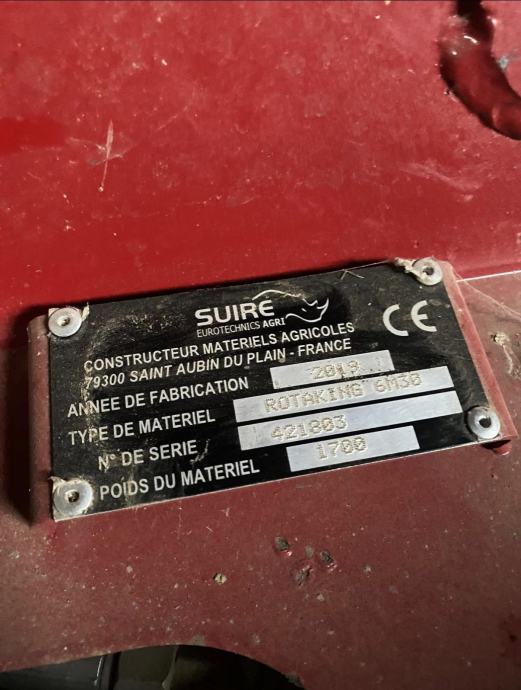 SUIRE
EUROTECHNICS AGRI
CE
CONSTRUCTEUR MATERIELS AGRICOLES
79300 SAINT AUBIN DU PLAIN - FRANCE
ANNEE DE FABRICATION 2019
TYPE DE MATERIEL ROTAKING 6M30
N° DE SERIE 421803
POIDS DU MATERIEL 1700